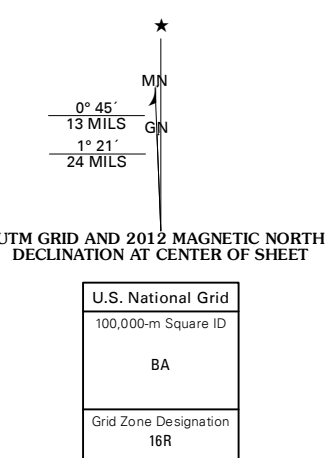 ★
MN
0° 45´
13 MILS
GN
1° 21´
24 MILS
UTM GRID AND 2012 MAGNETIC NORTH
DECLINATION AT CENTER OF SHEET
U.S. National Grid
100,000-m Square ID
BA
Grid Zone Designation
16R